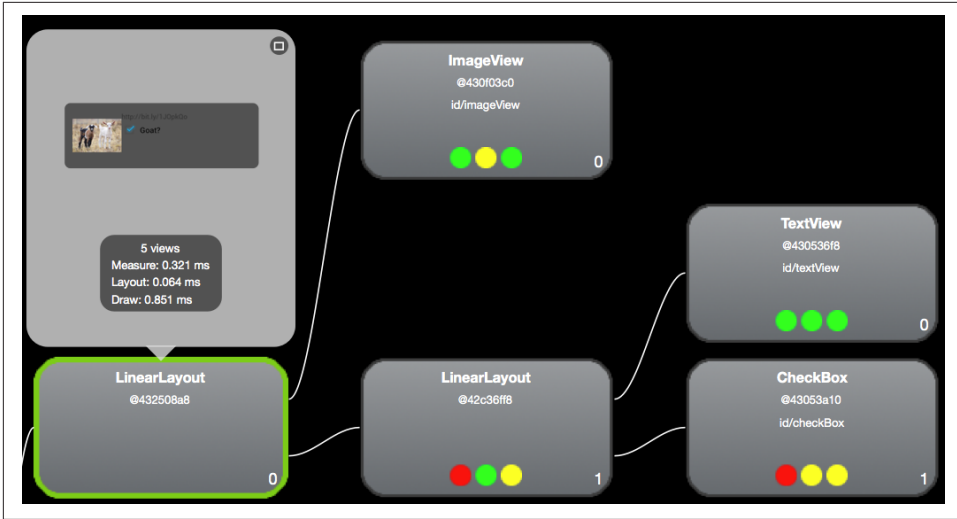 Goat?
5 views
Measure: 0.321 ms
Layout: 0.064 ms
Draw: 0.851 ms
LinearLayout
@432508a8
0
ImageView
@430f03c0
id/imageView
0
LinearLayout
@42c36ff8
1
TextView
@430536f8
id/textView
0
CheckBox
@43053a10
id/checkBox
1